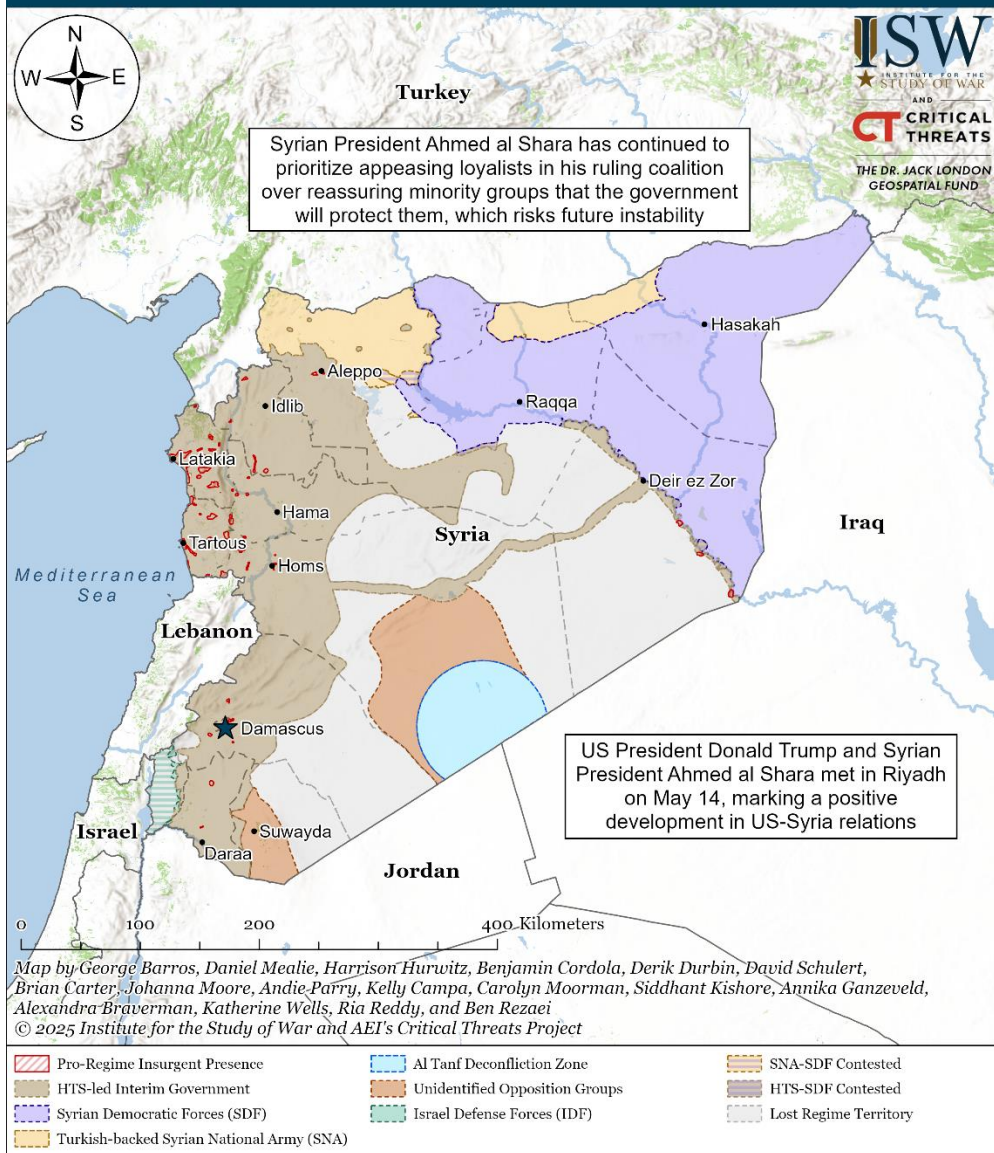 N
W E
S
ISW
INSTITUTE FOR THE
STUDY OF WAR
AND
CT CRITICAL
THREATS
THE DR. JACK LONDON
GEOSPATIAL FUND
Turkey
Syrian President Ahmed al Shara has continued to
prioritize appeasing loyalists in his ruling coalition
over reassuring minority groups that the government
will protect them, which risks future instability
Hasakah
Aleppo
Idlib
Raqqa
Latakia
Deir ez Zor
Hama
Syria
Iraq
Tartous
Homs
Mediterranean
Sea
Lebanon
Damascus
US President Donald Trump and Syrian
President Ahmed al Shara met in Riyadh
on May 14, marking a positive
development in US-Syria relations
Israel
Suwayda
Daraa
Jordan
0 100 200 400 Kilometers
Map by George Barros, Daniel Mealie, Harrison Hurwitz, Benjamin Cordola, Derik Durbin, David Schulert,
Brian Carter, Johanna Moore, Andie Parry, Kelly Campa, Carolyn Moorman, Siddhant Kishore, Annika Ganzeveld,
Alexandra Braverman, Katherine Wells, Ria Reddy, and Ben Rezaei
© 2025 Institute for the Study of War and AEI's Critical Threats Project
Pro-Regime Insurgent Presence
HTS-led Interim Government
Syrian Democratic Forces (SDF)
Turkish-backed Syrian National Army (SNA)
Al Tanf Deconfliction Zone
Unidentified Opposition Groups
Israel Defense Forces (IDF)
SNA-SDF Contested
HTS-SDF Contested
Lost Regime Territory